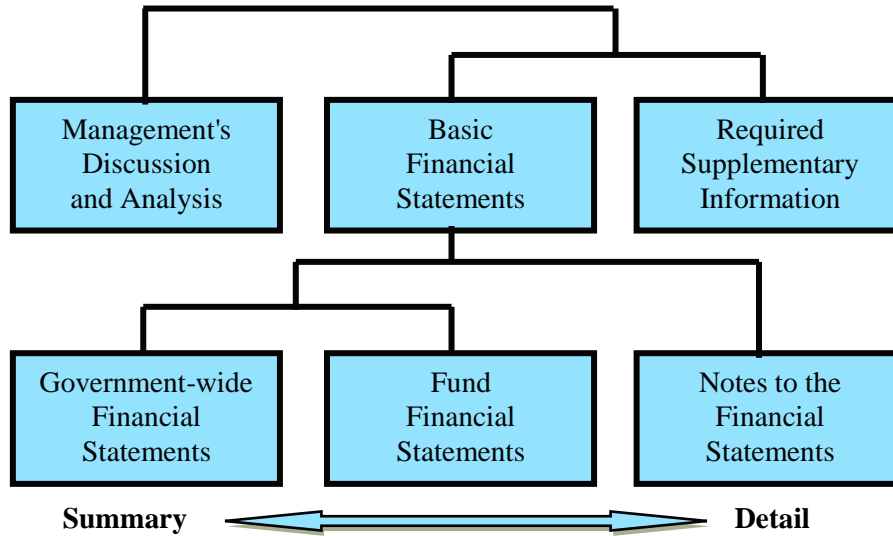 Management's
Discussion
and Analysis
Basic
Financial
Statements
Required
Supplementary
Information
Government-wide
Financial
Statements
Fund
Financial
Statements
Notes to the
Financial
Statements
Summary
Detail